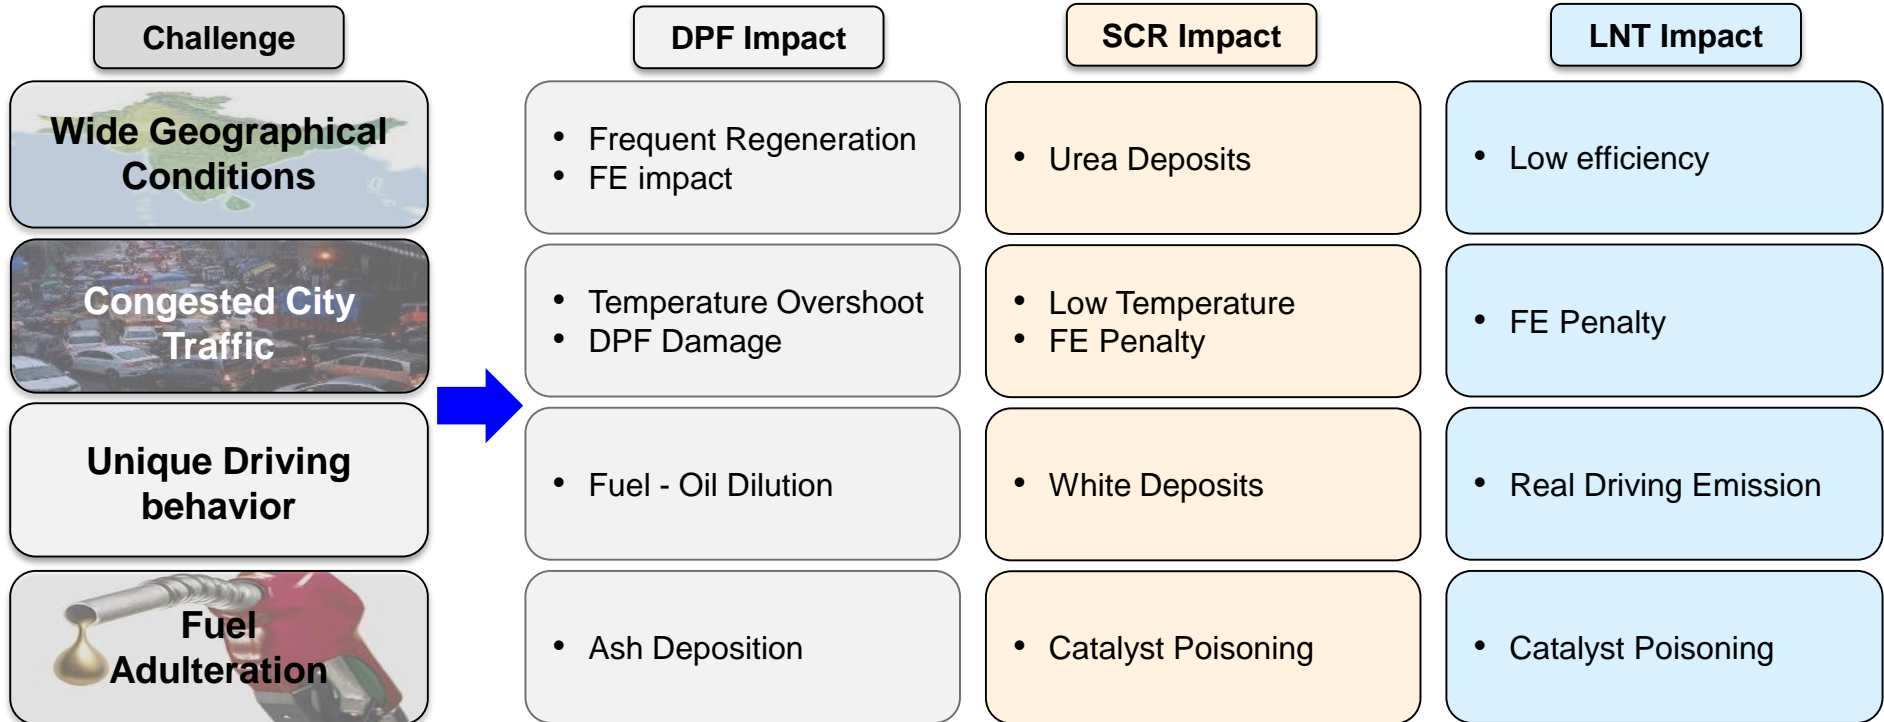 Challenge
DPF Impact
SCR Impact
LNT Impact
Wide Geographical
Conditions
• Frequent Regeneration
• FE impact
• Urea Deposits
• Low efficiency
Congested City
Traffic
• Temperature Overshoot
• DPF Damage
• Low Temperature
• FE Penalty
• FE Penalty
Unique Driving
behavior
• Fuel - Oil Dilution
• White Deposits
• Real Driving Emission
Fuel
Adulteration
• Ash Deposition
• Catalyst Poisoning
• Catalyst Poisoning